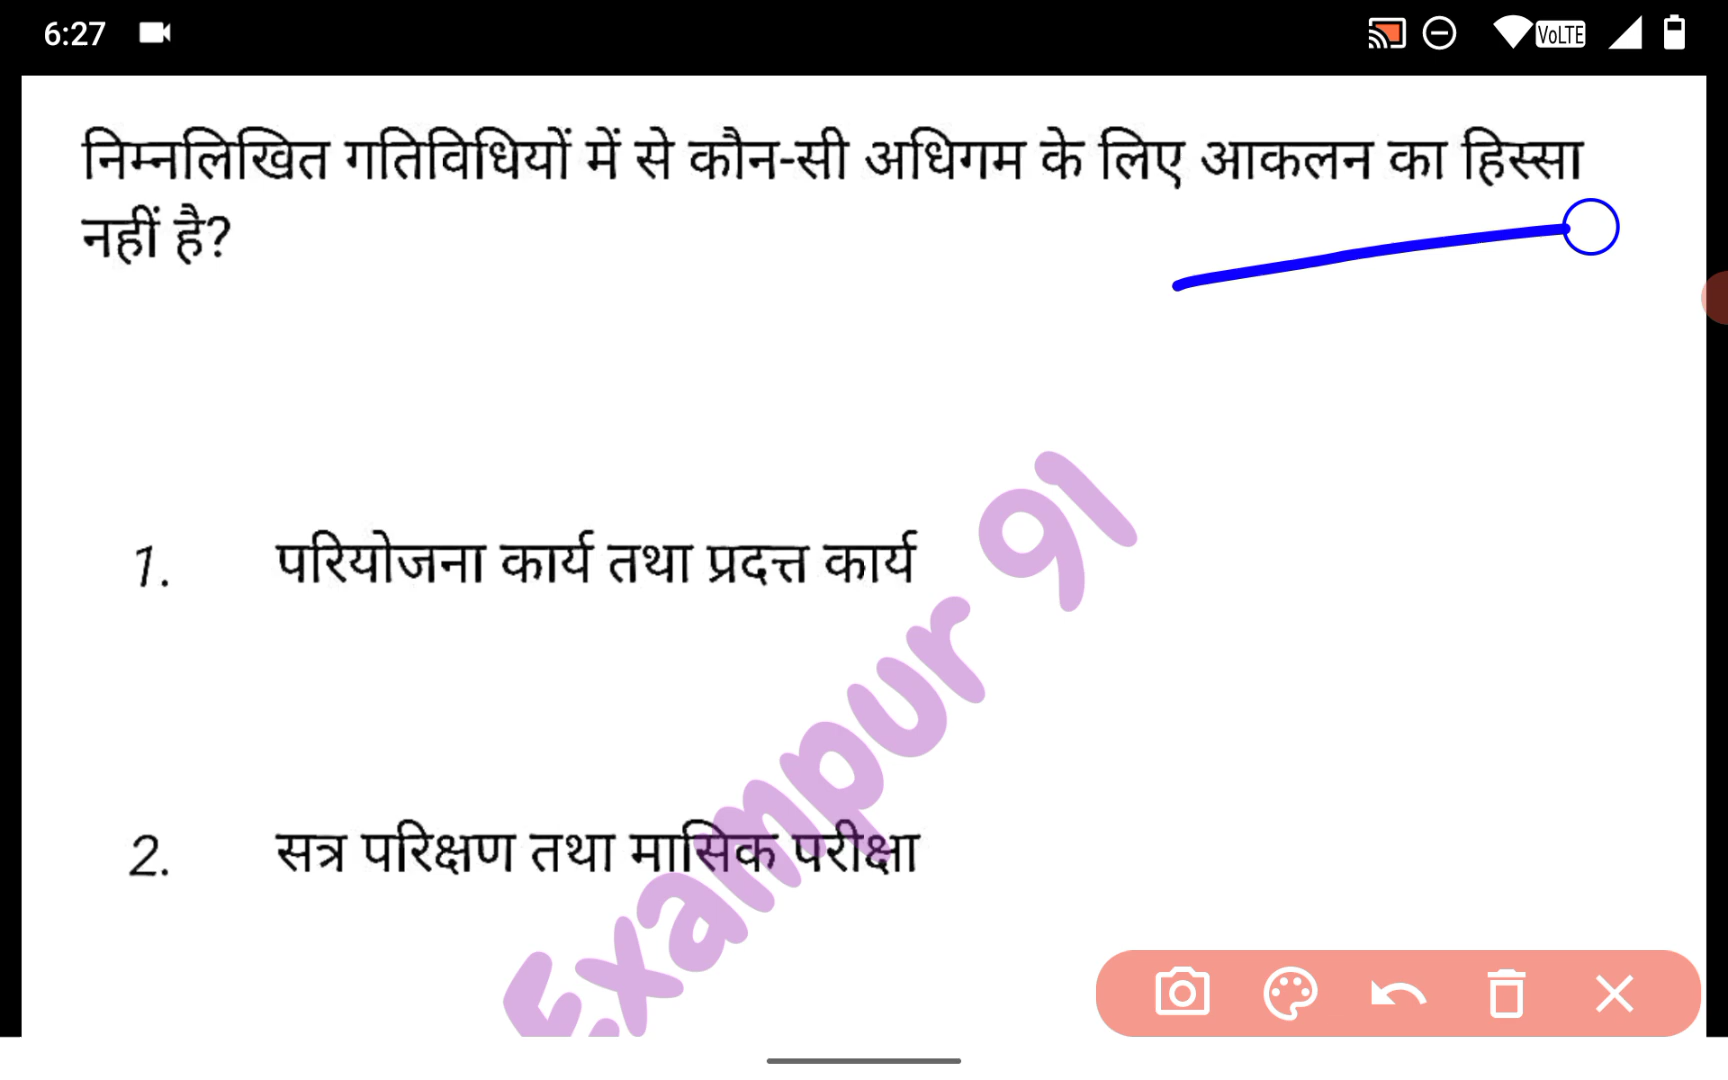 6:27
VoLTE
निम्नलिखित गतिविधियों में से कौन-सी अधिगम के लिए आकलन का हिस्सा
नहीं है?
1. परियोजना कार्य तथा प्रदत्त कार्य
2. सत्र परिक्षण तथा मासिक परीक्षा
Exampur 91